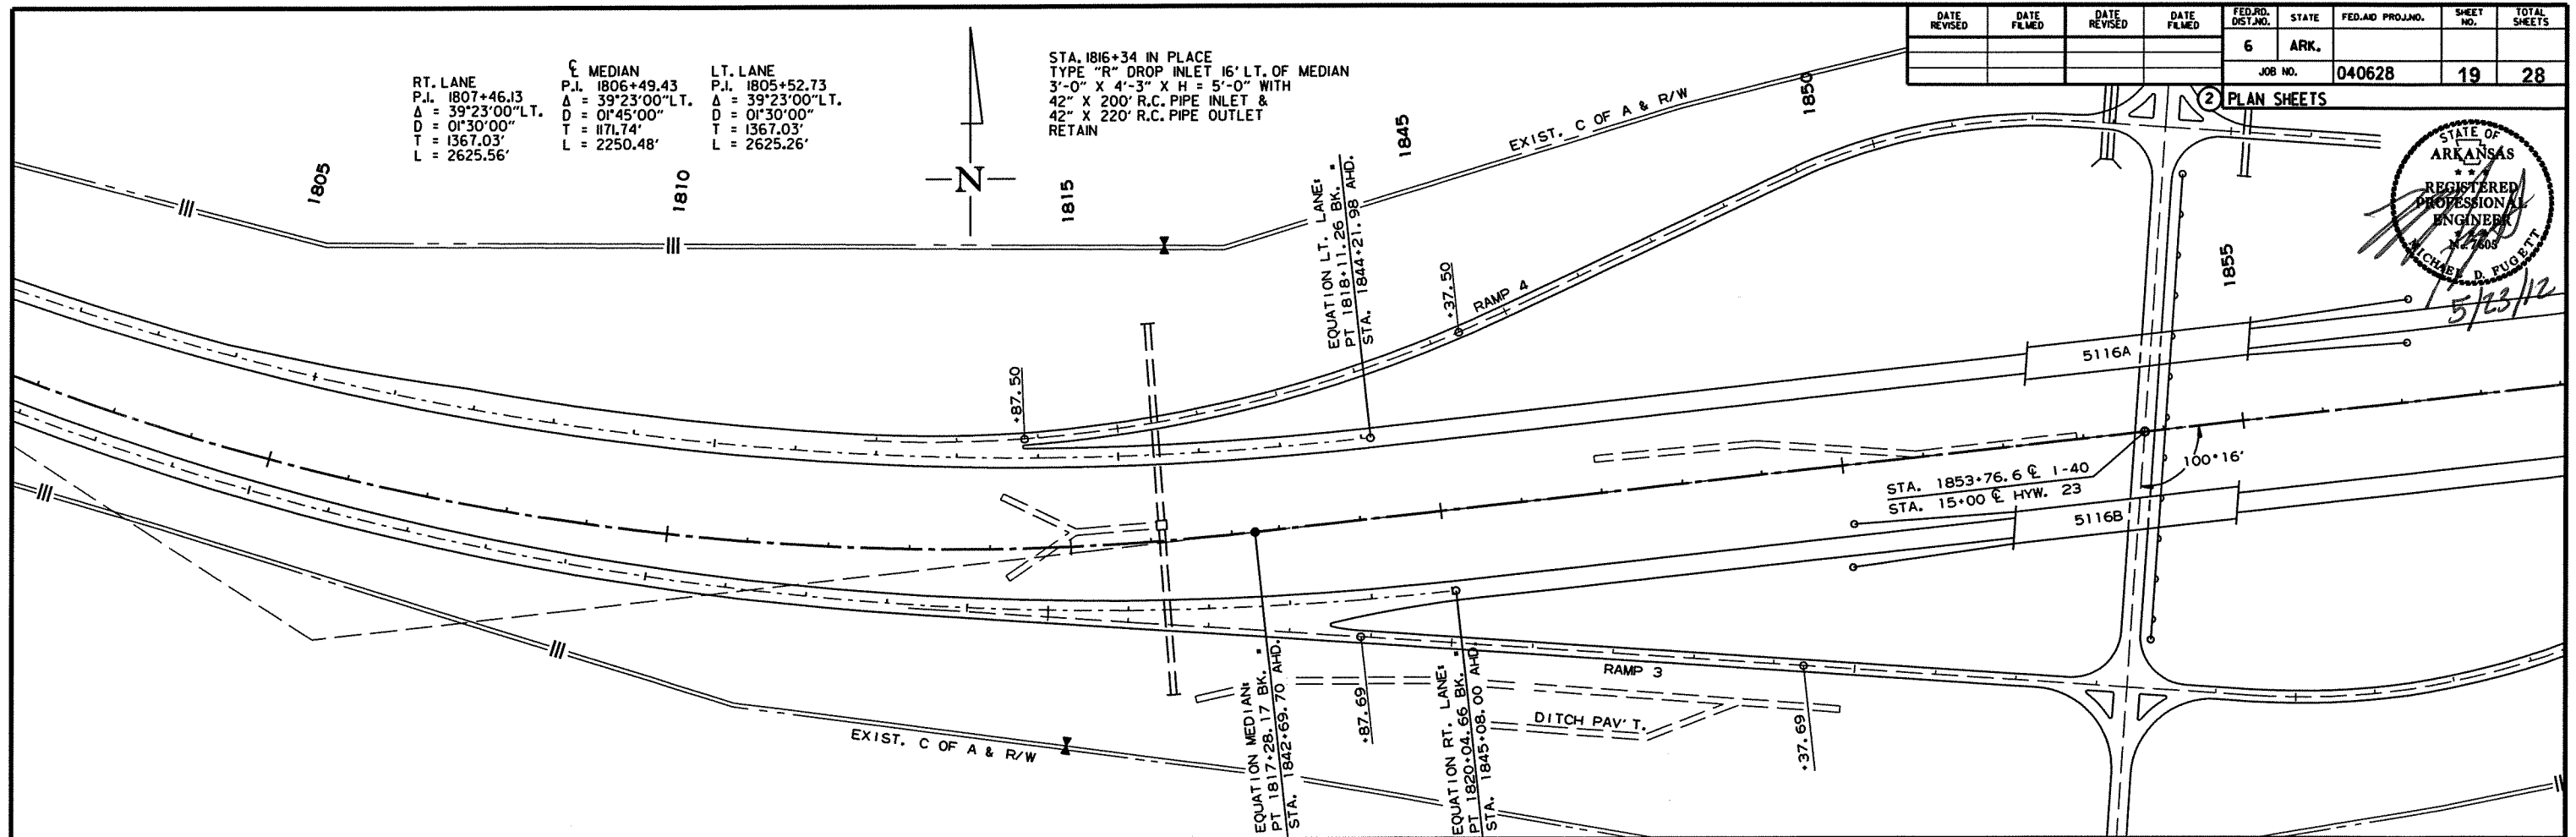 DATE REVISED
DATE FILMED
DATE REVISED
DATE FILMED
FED.RD. DIST.NO.
STATE
FED.AID PROJ.NO.
SHEET NO.
TOTAL SHEETS
6
ARK.
JOB NO.
040628
19
28
2 PLAN SHEETS
RT. LANE
P.I. 1807+46.13
Δ = 39°23'00"LT.
D = 01°30'00"
T = 1367.03'
L = 2625.56'
℄ MEDIAN
P.I. 1806+49.43
Δ = 39°23'00"LT.
D = 01°45'00"
T = 1171.74'
L = 2250.48'
LT. LANE
P.I. 1805+52.73
Δ = 39°23'00"LT.
D = 01°30'00"
T = 1367.03'
L = 2625.26'
STA. 1816+34 IN PLACE
TYPE "R" DROP INLET 16' LT. OF MEDIAN
3'-0" X 4'-3" X H = 5'-0" WITH
42" X 200' R.C. PIPE INLET &
42" X 220' R.C. PIPE OUTLET
RETAIN
N
STATE OF
ARKANSAS
REGISTERED
PROFESSIONAL
ENGINEER
No. 7605
MICHAEL D. FUGETT
5/23/12
1805
1810
1815
1845
1850
1855
EXIST. C OF A & R/W
EQUATION LT. LANE:
PT 1818+11.26 BK. =
STA. 1844+21.98 AHD.
+37.50
RAMP 4
+87.50
5116A
100°16'
STA. 1853+76.6 ℄ I-40
STA. 15+00 ℄ HYW. 23
5116B
EQUATION MEDIAN:
PT 1817+28.17 BK. =
STA. 1842+69.70 AHD.
+87.69
EQUATION RT. LANE:
PT 1820+04.66 BK. =
STA. 1845+08.00 AHD.
RAMP 3
DITCH PAV'T.
+37.69
EXIST. C OF A & R/W